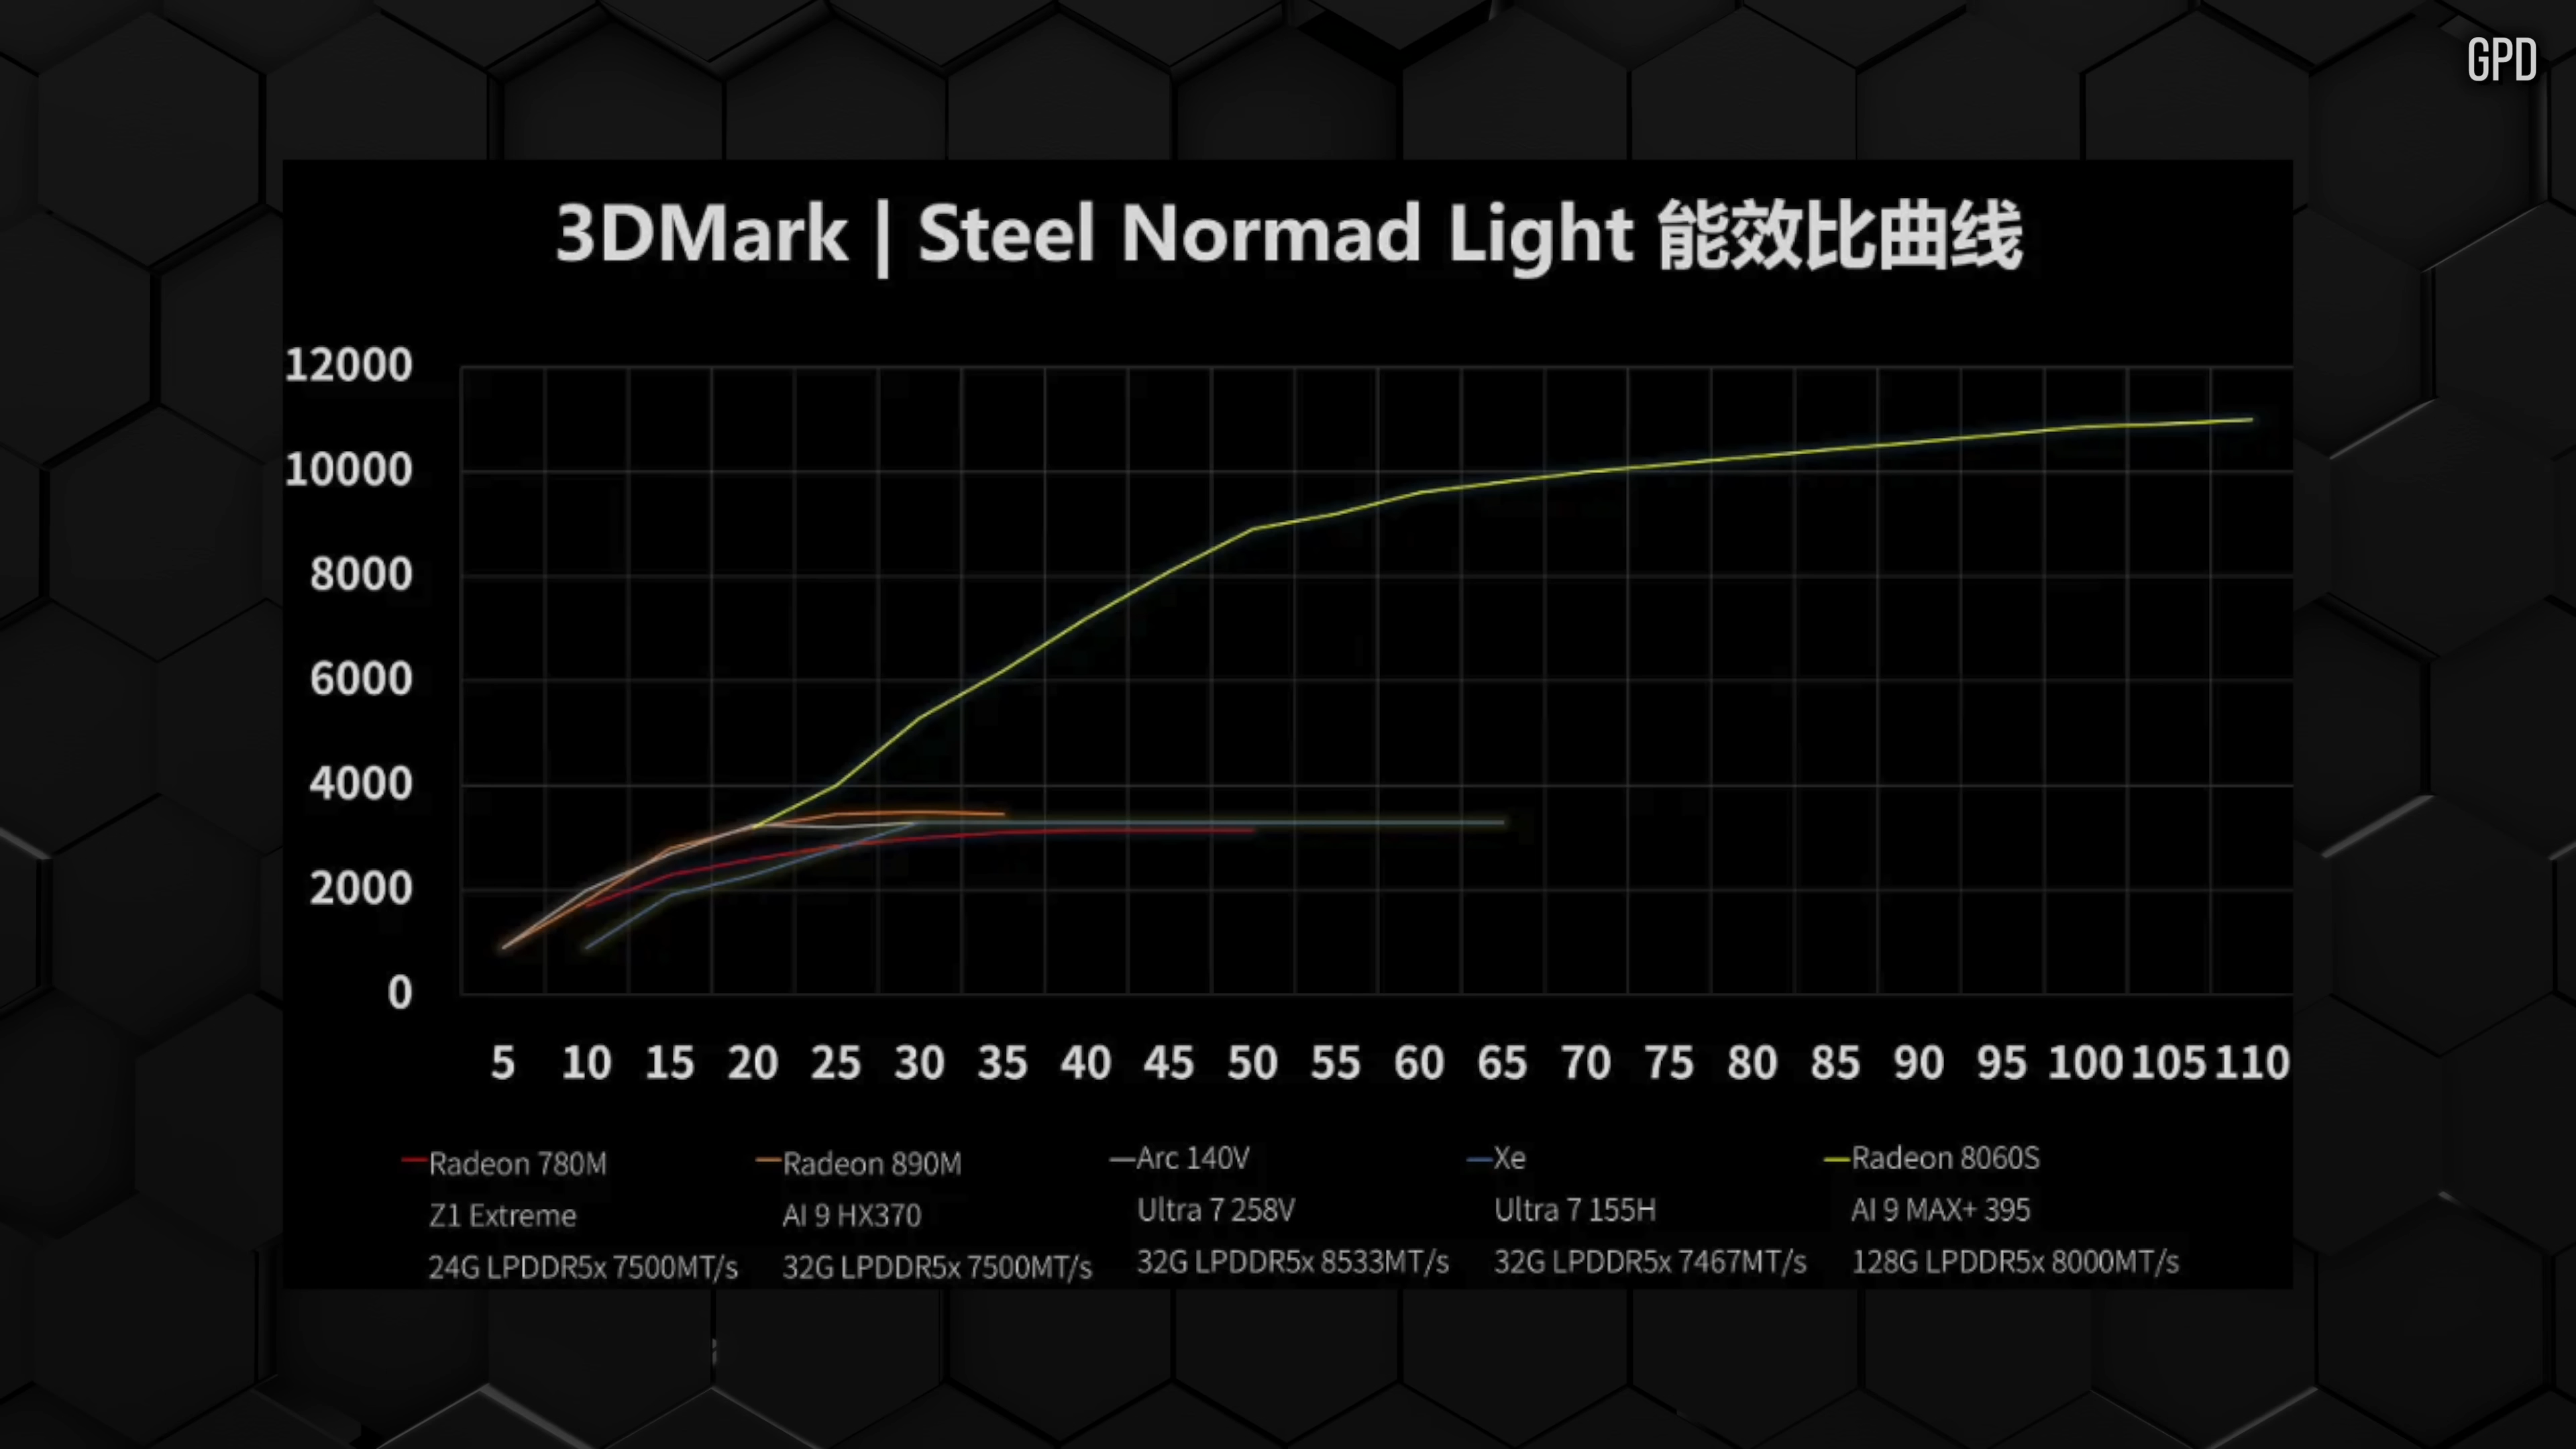 GPD
3DMark | Steel Normad Light 能效比曲线
12000
10000
8000
6000
4000
2000
0
5 10 15 20 25 30 35 40 45 50 55 60 65 70 75 80 85 90 95 100 105 110
Radeon 780M
Z1 Extreme
24G LPDDR5x 7500MT/s
Radeon 890M
AI 9 HX370
32G LPDDR5x 7500MT/s
Arc 140V
Ultra 7 258V
32G LPDDR5x 8533MT/s
Xe
Ultra 7 155H
32G LPDDR5x 7467MT/s
Radeon 8060S
AI 9 MAX+ 395
128G LPDDR5x 8000MT/s